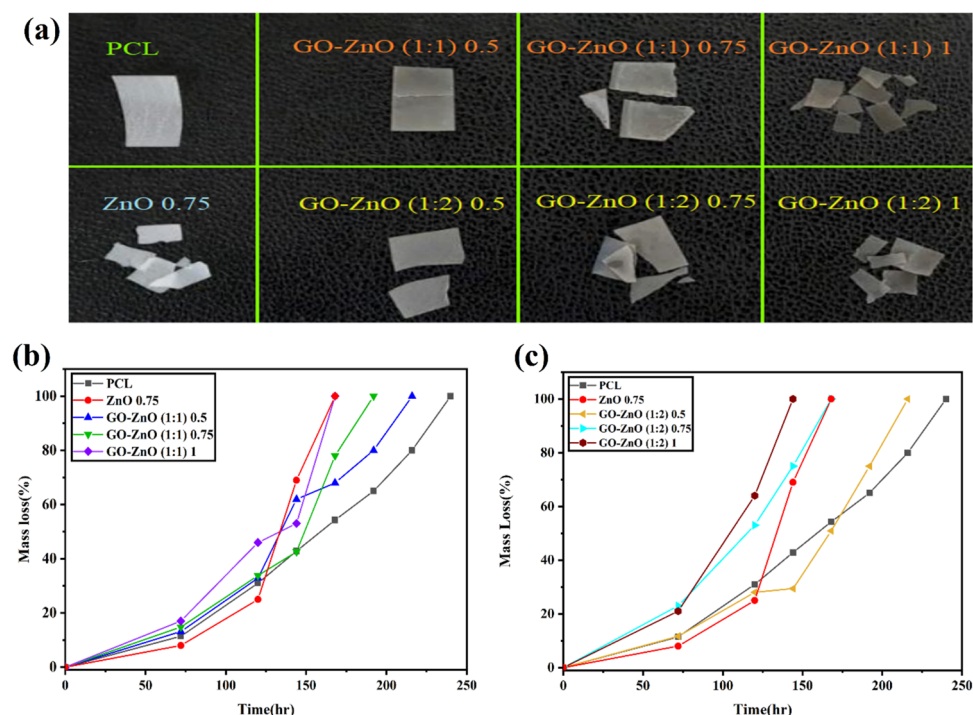 (a)
PCL
GO-ZnO (1:1) 0.5
GO-ZnO (1:1) 0.75
GO-ZnO (1:1) 1
ZnO 0.75
GO-ZnO (1:2) 0.5
GO-ZnO (1:2) 0.75
GO-ZnO (1:2) 1
(b)
PCL
ZnO 0.75
GO-ZnO (1:1) 0.5
GO-ZnO (1:1) 0.75
GO-ZnO (1:1) 1
Mass loss(%)
100
80
60
40
20
0
0 50 100 150 200 250
Time(hr)
(c)
PCL
ZnO 0.75
GO-ZnO (1:2) 0.5
GO-ZnO (1:2) 0.75
GO-ZnO (1:2) 1
Mass Loss(%)
100
80
60
40
20
0
0 50 100 150 200 250
Time(hr)